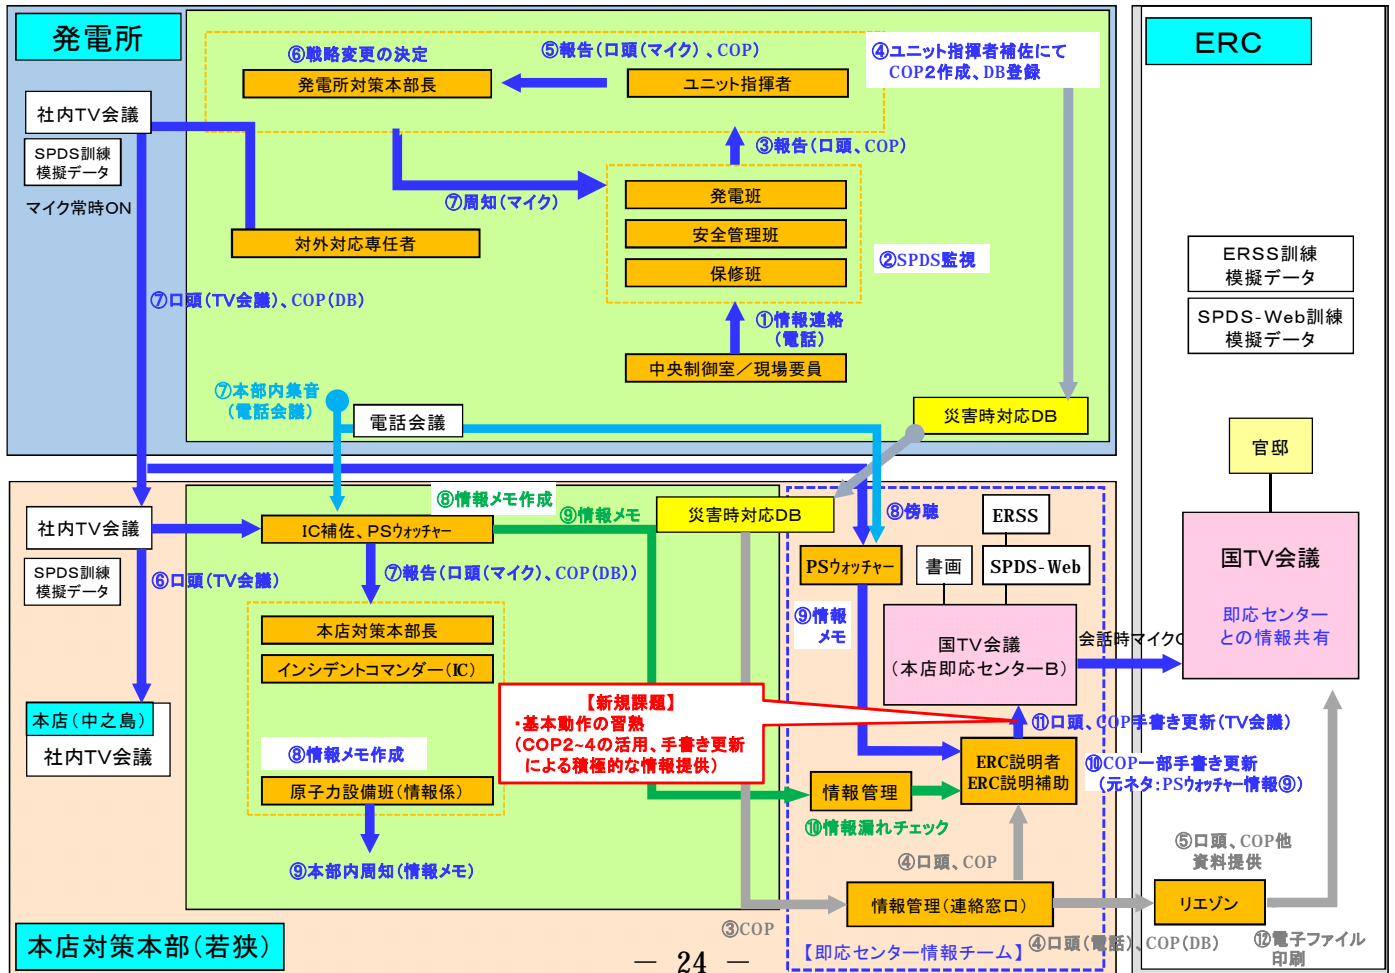 発電所
社内TV会議
SPDS訓練
模擬データ
マイク常時ON
⑥戦略変更の決定
発電所対策本部長
⑤報告(口頭(マイク)、COP)
ユニット指揮者
④ユニット指揮者補佐にて
COP2作成、DB登録
③報告(口頭、COP)
⑦周知(マイク)
発電班
安全管理班
保修班
②SPDS監視
対外対応専任者
⑦口頭(TV会議)、COP(DB)
①情報連絡
(電話)
中央制御室/現場要員
⑦本部内集音
(電話会議)
電話会議
災害時対応DB
ERC
ERSS訓練
模擬データ
SPDS-Web訓練
模擬データ
官邸
国TV会議
即応センター
との情報共有
社内TV会議
SPDS訓練
模擬データ
⑥口頭(TV会議)
本店(中之島)
社内TV会議
⑧情報メモ作成
IC補佐、PSウォッチャー
⑨情報メモ
⑦報告(口頭(マイク)、COP(DB))
本店対策本部長
インシデントコマンダー(IC)
⑧情報メモ作成
原子力設備班(情報係)
⑨本部内周知(情報メモ)
災害時対応DB
⑧傍聴
PSウォッチャー
書画
ERSS
SPDS-Web
⑨情報
メモ
国TV会議
(本店即応センターB)
会話時マイクO
【新規課題】
・基本動作の習熟
(COP2~4の活用、手書き更新
による積極的な情報提供)
⑪口頭、COP手書き更新(TV会議)
ERC説明者
ERC説明補助
⑩COP一部手書き更新
(元ネタ:PSウォッチャー情報⑨)
情報管理
⑩情報漏れチェック
④口頭、COP
⑤口頭、COP他
資料提供
情報管理(連絡窓口)
リエゾン
③COP
④口頭(電話)、COP(DB)
⑫電子ファイル
印刷
【即応センター情報チーム】
本店対策本部(若狭)
— 24 —